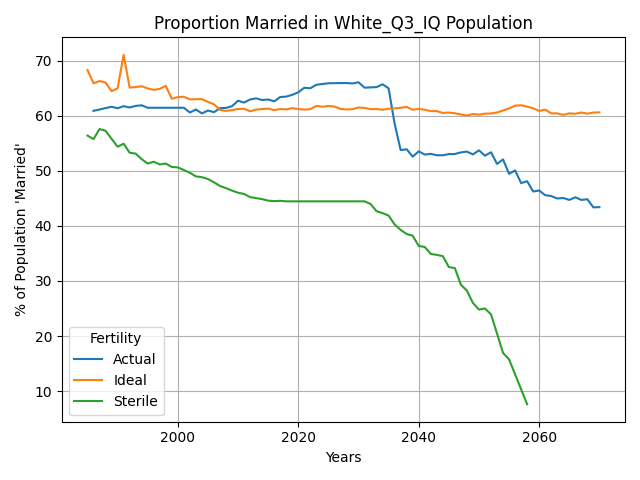 Proportion Married in White_Q3_IQ Population
% of Population 'Married'
70
60
50
40
30
20
10
Fertility
Actual
Ideal
Sterile
2000
2020
2040
2060
Years